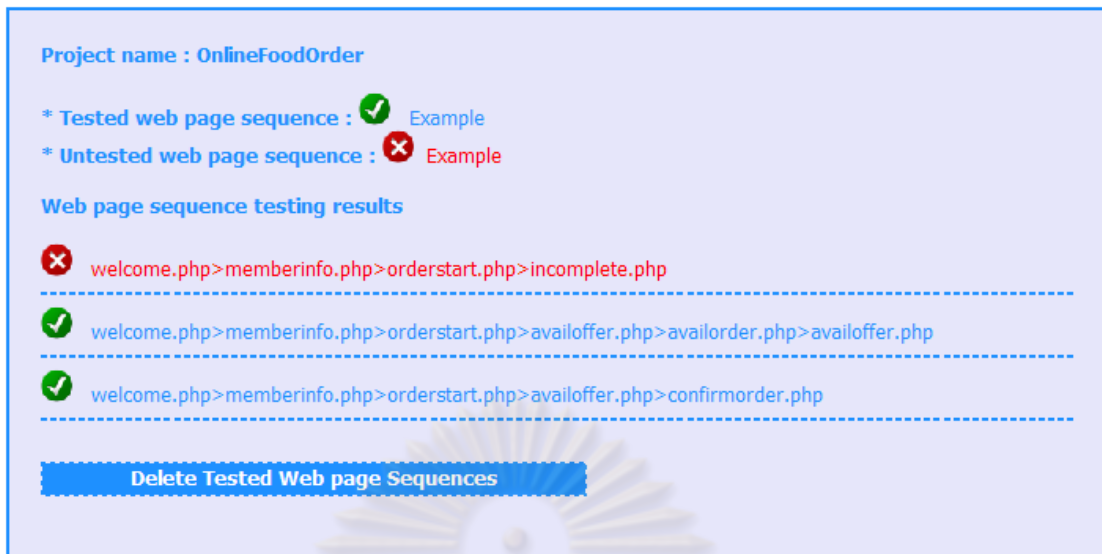 Project name : OnlineFoodOrder
* Tested web page sequence : Example
* Untested web page sequence : Example
Web page sequence testing results
welcome.php>memberinfo.php>orderstart.php>incomplete.php
welcome.php>memberinfo.php>orderstart.php>availoffer.php>availorder.php>availoffer.php
welcome.php>memberinfo.php>orderstart.php>availoffer.php>confirmorder.php
Delete Tested Web page Sequences